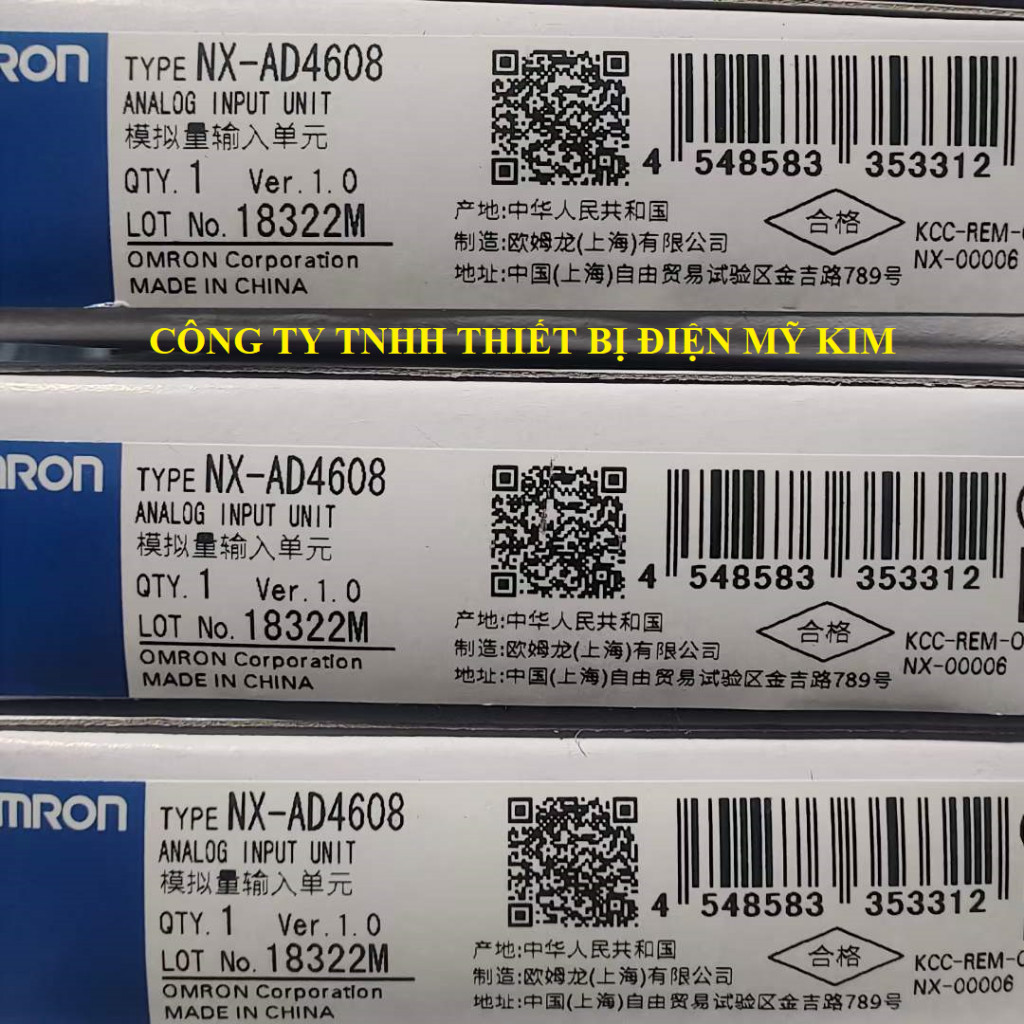 RON
TYPE NX-AD4608
ANALOG INPUT UNIT
模拟量输入单元
QTY. 1 Ver. 1.0
LOT No. 18322M
OMRON Corporation
MADE IN CHINA
4 548583 353312
产地:中华人民共和国
制造:欧姆龙(上海)有限公司
地址:中国(上海)自由贸易试验区金吉路789号
合格
KCC-REM-O
NX-00006
CÔNG TY TNHH THIẾT BỊ ĐIỆN MỸ KIM
MRON
TYPE NX-AD4608
ANALOG INPUT UNIT
模拟量输入单元
QTY. 1 Ver. 1.0
LOT No. 18322M
OMRON Corporation
MADE IN CHINA
4 548583 353312
产地:中华人民共和国
制造:欧姆龙(上海)有限公司
地址:中国(上海)自由贸易试验区金吉路789号
合格
KCC-REM-O
NX-00006
MRON
TYPE NX-AD4608
ANALOG INPUT UNIT
模拟量输入单元
QTY. 1 Ver. 1.0
LOT No. 18322M
OMRON Corporation
MADE IN CHINA
4 548583 353312
产地:中华人民共和国
制造:欧姆龙(上海)有限公司
地址:中国(上海)自由贸易试验区金吉路789号
合格
KCC-REM-O
NX-00006